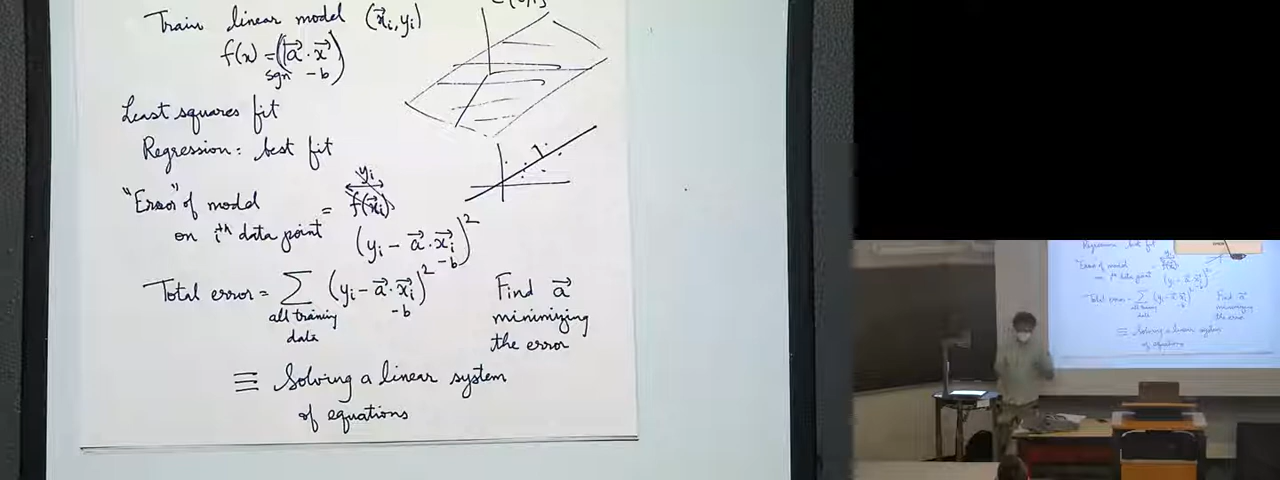 Train linear model (x⃗ᵢ, yᵢ)
f(x) = (a⃗ · x⃗)
sgn - b
Least squares fit
Regression: best fit
yᵢ
"Error" of model = f(x⃗ᵢ)
on iᵗʰ data point (yᵢ - a⃗ · x⃗ᵢ)²
- b
Total error = ∑ (yᵢ - a⃗ · x⃗ᵢ)² Find a⃗
all training - b minimizing
data the error
≡ Solving a linear system
of equations